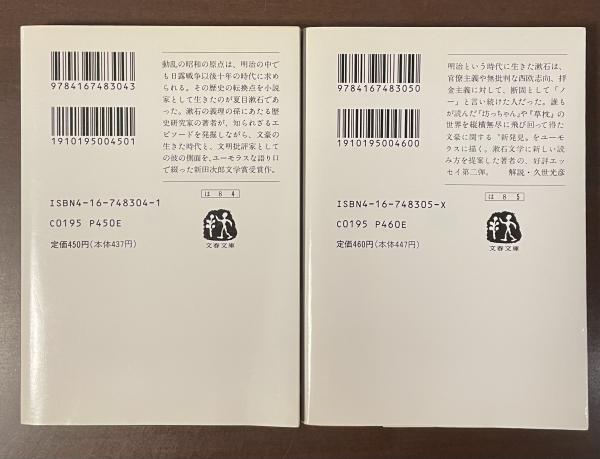 9784167483043
1910195004501
動乱の昭和の原点は、明治の中で
も日露戦争以後十年の時代に求め
られる。その歴史の転換点を小説
家として生きたのが夏目漱石であ
った。漱石の義理の孫にあたる歴
史研究家の著者が、知られざるエ
ピソードを発掘しながら、文豪の
生きた時代と、文明批評家として
の彼の側面を、ユーモラスな語り口
で綴った新田次郎文学賞受賞作。
ISBN4-16-748304-1
C0195 P450E
定価450円(本体437円)
は 8 4
文春文庫
9784167483050
1910195004600
明治という時代に生きた漱石は、
官僚主義や無批判な西欧志向、拝
金主義に対して、断固として「ノ
ー」と言い続けた人だった。誰も
が読んだ『坊っちゃん』や『草枕』の
世界を縦横無尽に飛び回って得た
文豪に関する〝新発見〟をユーモ
ラスに描く。漱石文学に新しい読
み方を提案した著者の、好評エッ
セイ第二弾。 解説・久世光彦
ISBN4-16-748305-X
C0195 P460E
定価460円(本体447円)
は 8 5
文春文庫